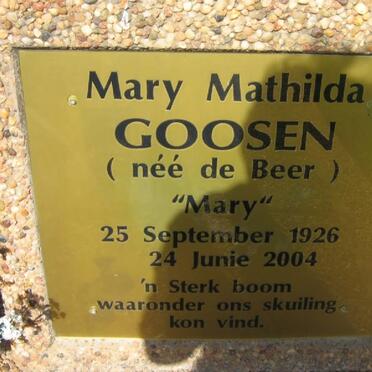 Mary Mathilda
GOOSEN
( néé de Beer )
"Mary"
25 September 1926
24 Junie 2004
'n Sterk boom
waaronder ons skuiling
kon vind.